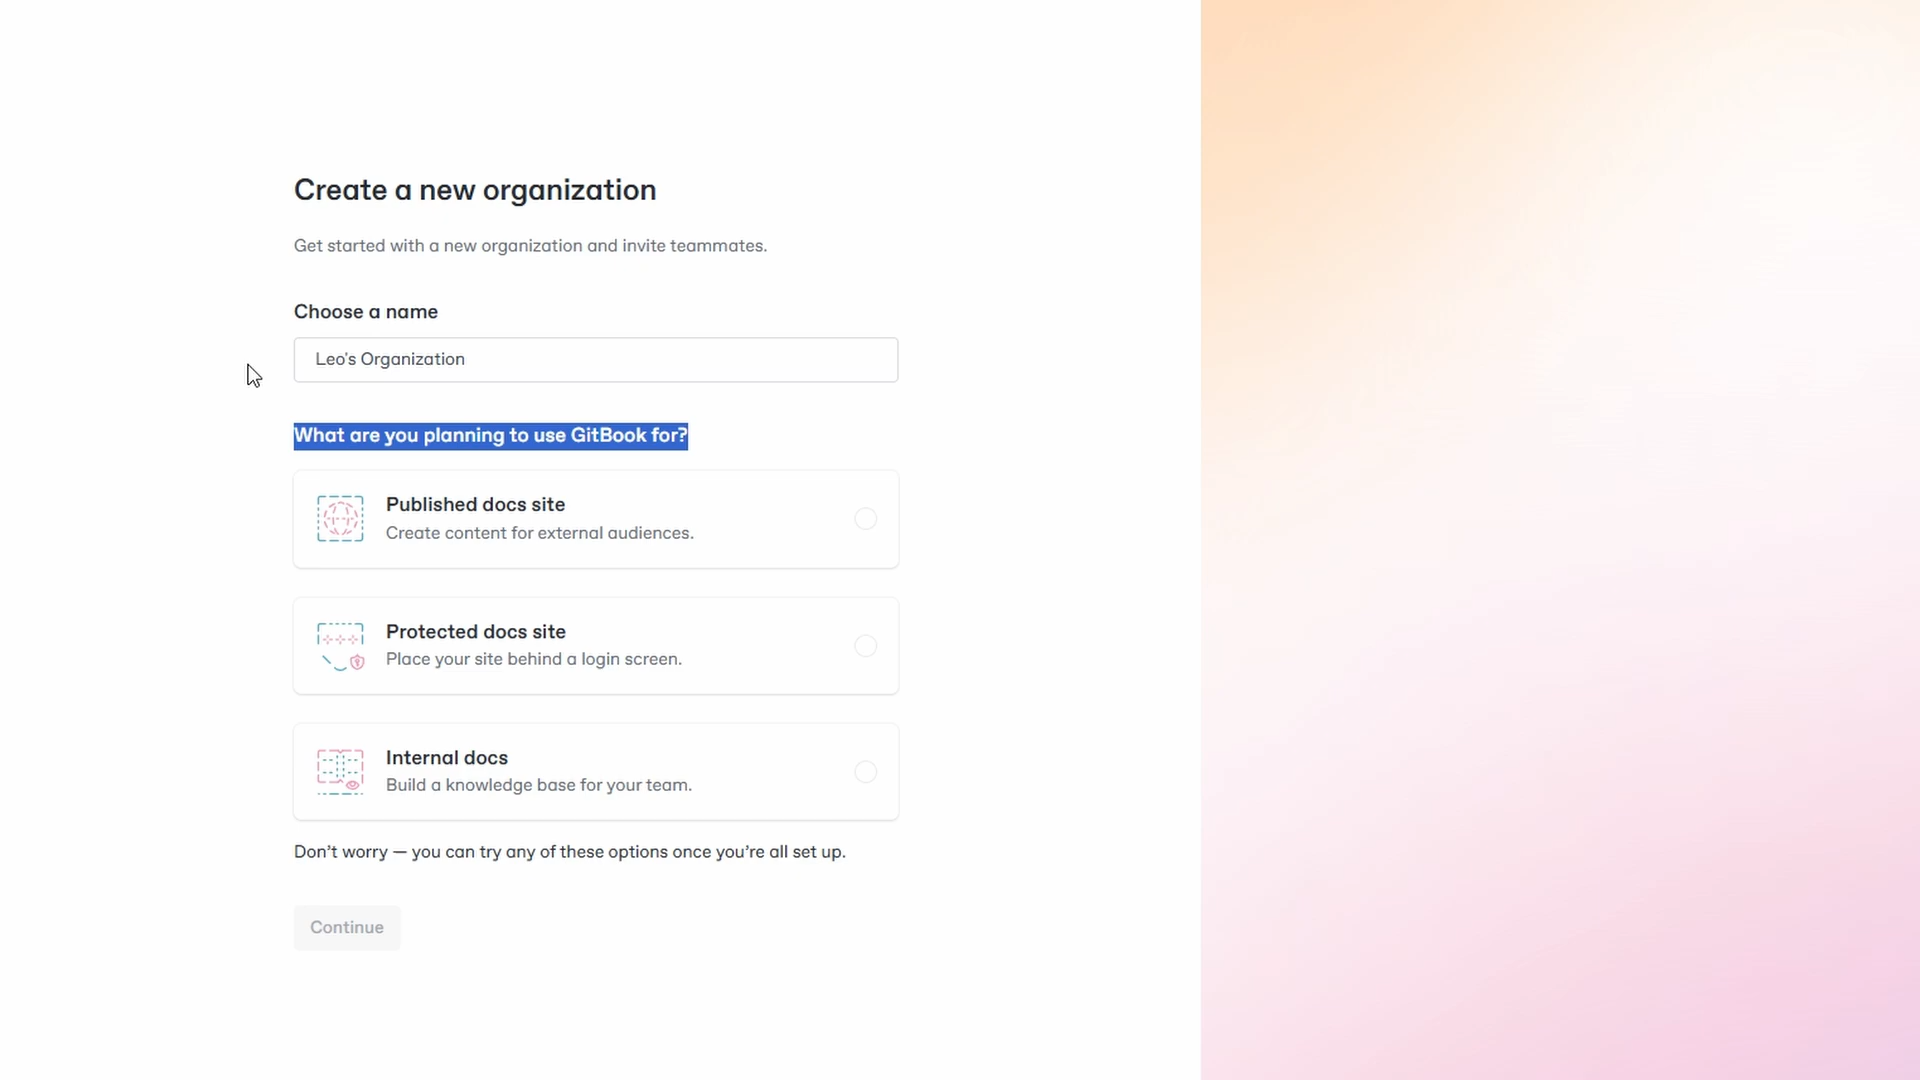 Create a new organization
Get started with a new organization and invite teammates.
Choose a name
Leo's Organization
What are you planning to use GitBook for?
Published docs site
Create content for external audiences.
Protected docs site
Place your site behind a login screen.
Internal docs
Build a knowledge base for your team.
Don’t worry — you can try any of these options once you’re all set up.
Continue